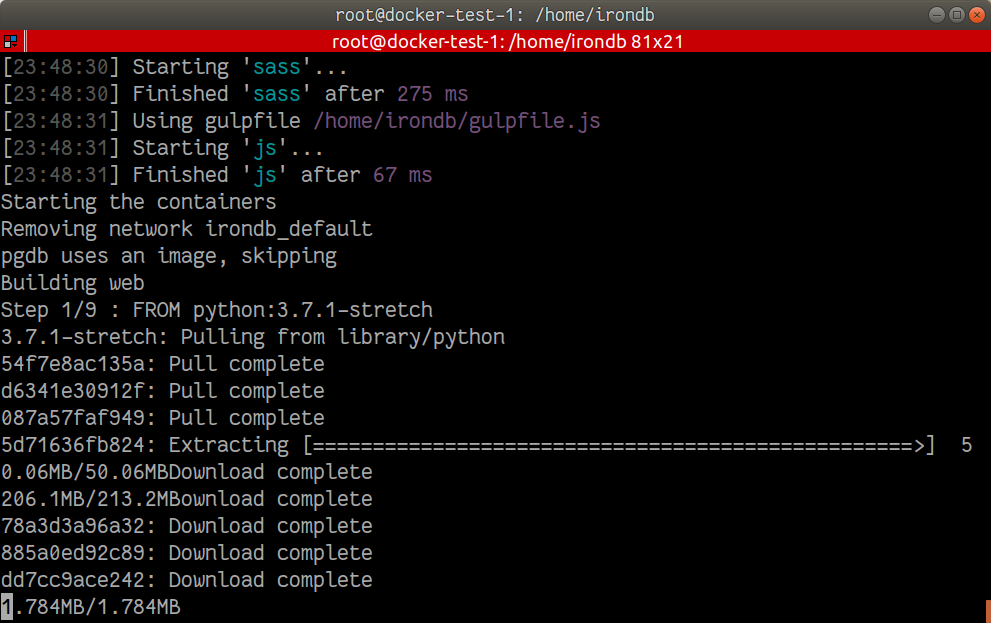 root@docker-test-1: /home/irondb
root@docker-test-1:/home/irondb 81x21
[23:48:30] Starting 'sass'...
[23:48:30] Finished 'sass' after 275 ms
[23:48:31] Using gulpfile /home/irondb/gulpfile.js
[23:48:31] Starting 'js'...
[23:48:31] Finished 'js' after 67 ms
Starting the containers
Removing network irondb_default
pgdb uses an image, skipping
Building web
Step 1/9 : FROM python:3.7.1-stretch
3.7.1-stretch: Pulling from library/python
54f7e8ac135a: Pull complete
d6341e30912f: Pull complete
087a57faf949: Pull complete
5d71636fb824: Extracting [==================================================>]  5
0.06MB/50.06MBDownload complete
206.1MB/213.2MBownload complete
78a3d3a96a32: Download complete
885a0ed92c89: Download complete
dd7cc9ace242: Download complete
1.784MB/1.784MB